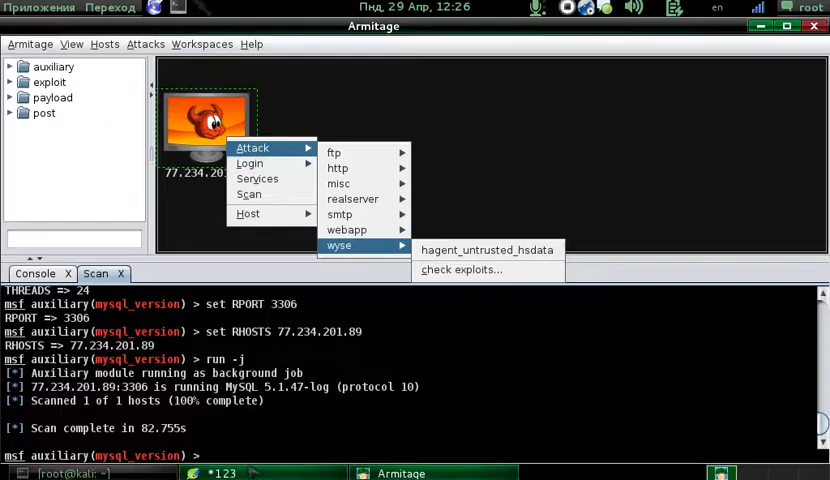 Приложения Переход Пнд, 29 Апр, 12:26 en root
Armitage
Armitage View Hosts Attacks Workspaces Help
auxiliary
exploit
payload
post
77.234.201
Attack
Login
Services
Scan
Host
ftp
http
misc
realserver
smtp
webapp
wyse
hagent_untrusted_hsdata
check exploits...
Console X Scan X
THREADS => 24
msf auxiliary(mysql_version) > set RPORT 3306
RPORT => 3306
msf auxiliary(mysql_version) > set RHOSTS 77.234.201.89
RHOSTS => 77.234.201.89
msf auxiliary(mysql_version) > run -j
[*] Auxiliary module running as background job
[*] 77.234.201.89:3306 is running MySQL 5.1.47-log (protocol 10)
[*] Scanned 1 of 1 hosts (100% complete)
[*] Scan complete in 82.755s
msf auxiliary(mysql_version) >
[root@kali: ~] *123 Armitage